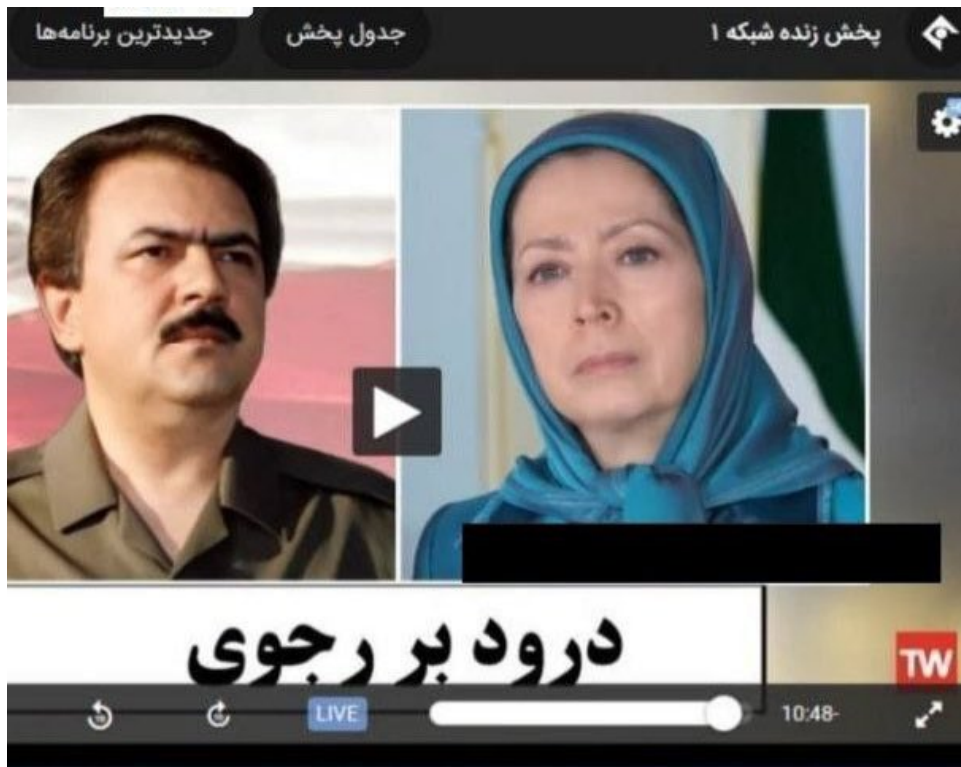 پخش زنده شبکه ۱
جدول پخش
جدیدترین برنامه‌ها
درود بر رجوی
TW
LIVE
10:48-